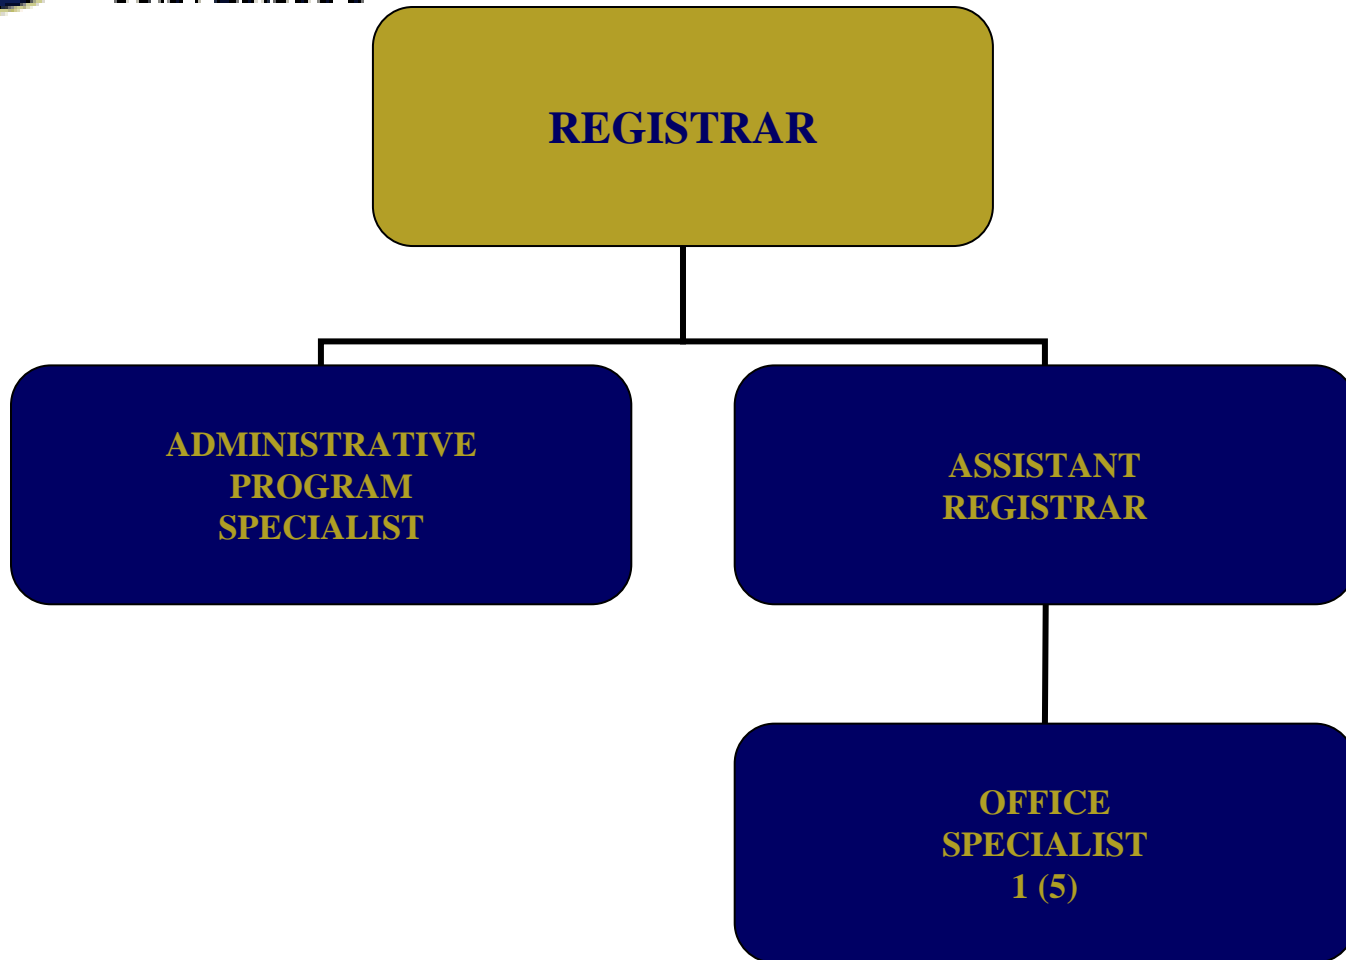 REGISTRAR
ADMINISTRATIVE
PROGRAM
SPECIALIST
ASSISTANT
REGISTRAR
OFFICE
SPECIALIST
1 (5)